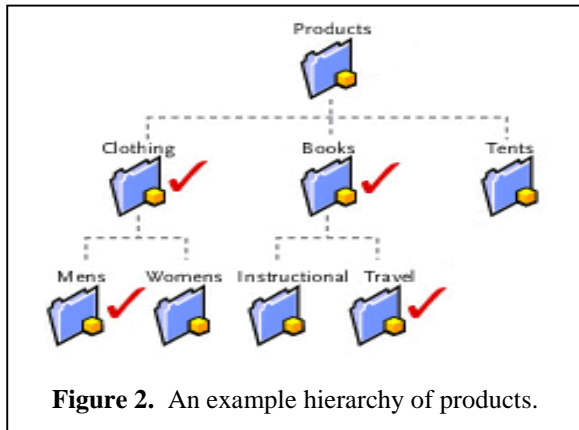 Products
Clothing Books Tents
Mens Womens Instructional Travel
Figure 2. An example hierarchy of products.